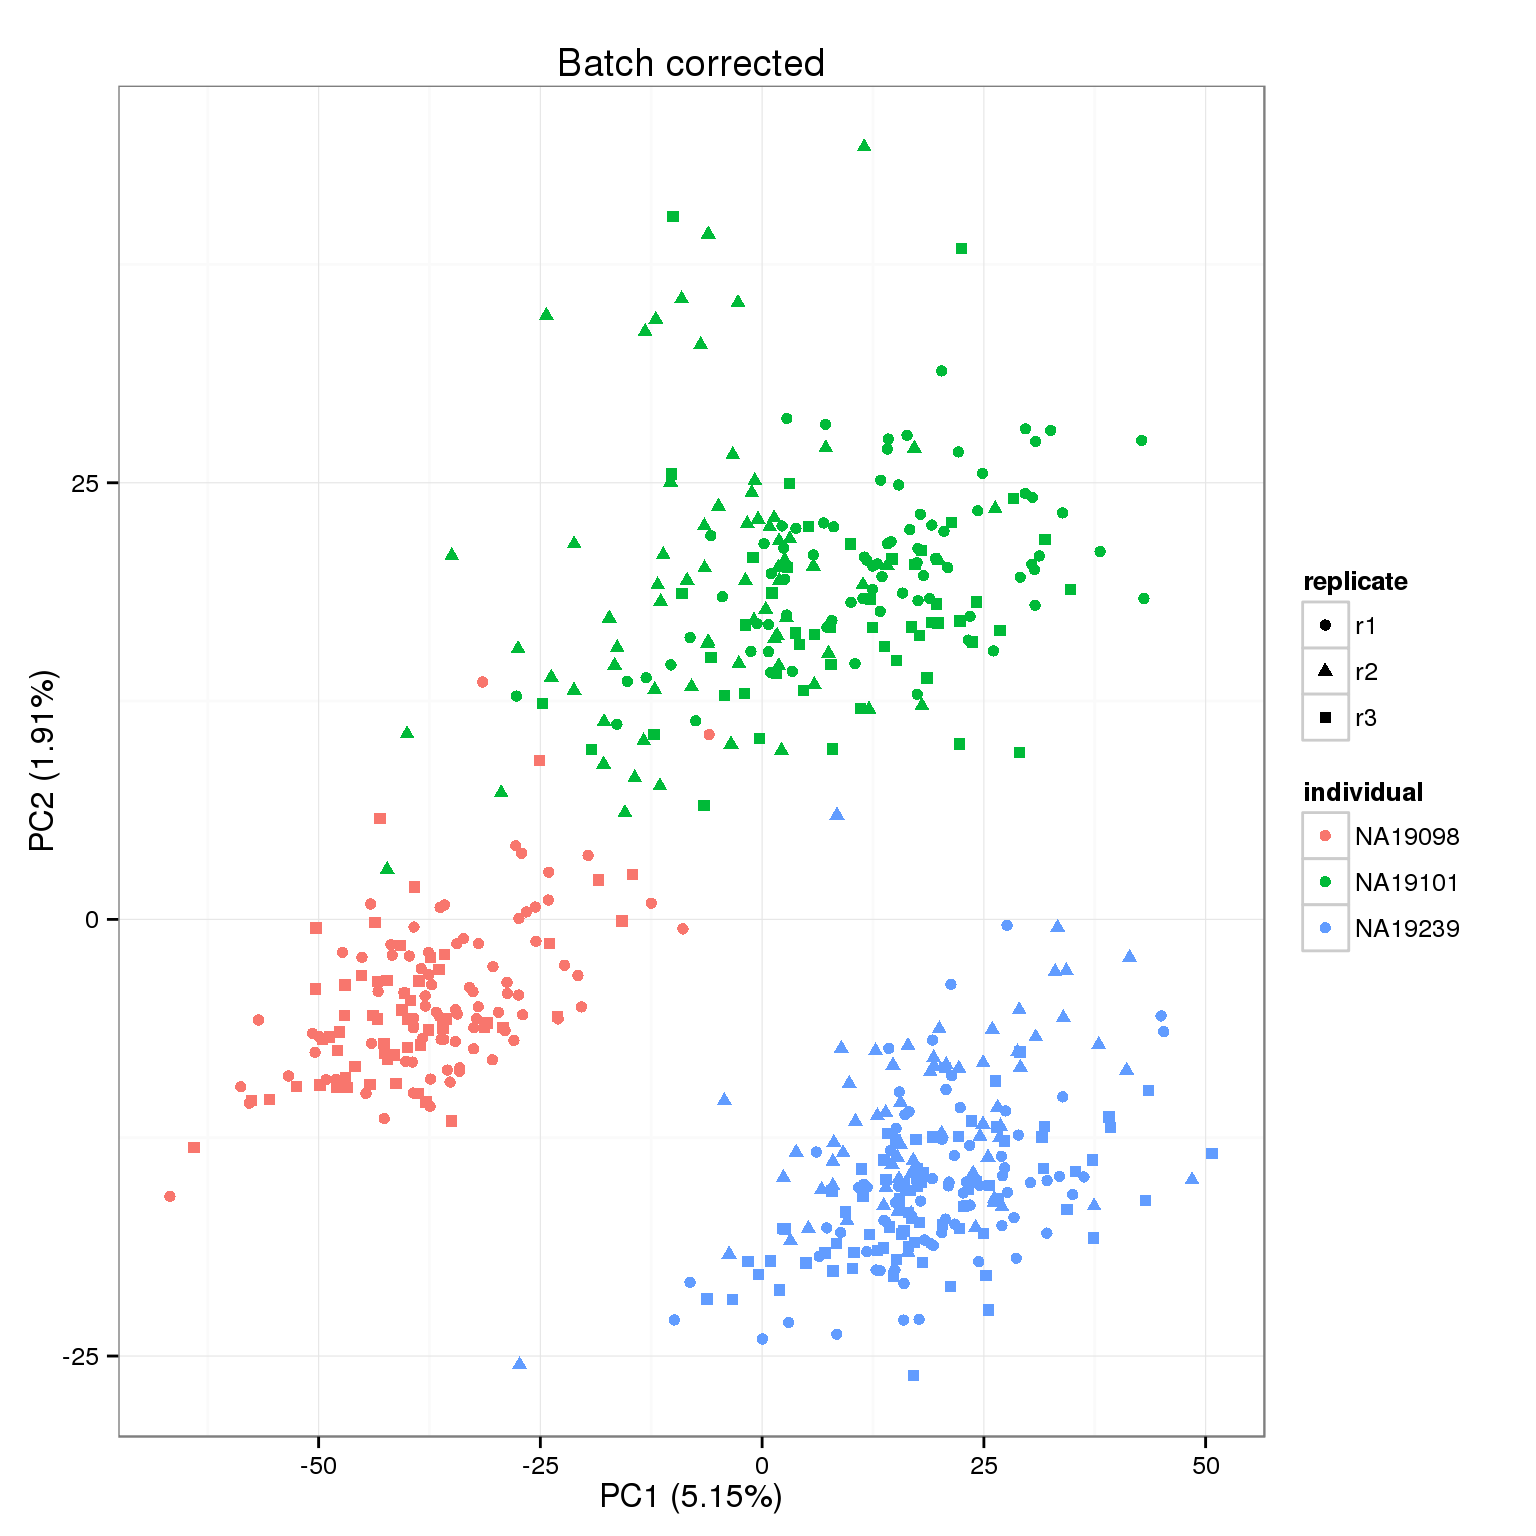 Batch corrected
PC2 (1.91%)
25
0
-25
-50
-25
0
25
50
PC1 (5.15%)
replicate
r1
r2
r3
individual
NA19098
NA19101
NA19239